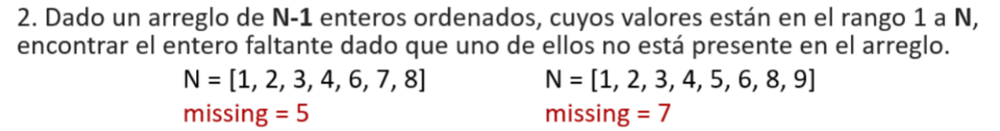 2. Dado un arreglo de N-1 enteros ordenados, cuyos valores están en el rango 1 a N,
encontrar el entero faltante dado que uno de ellos no está presente en el arreglo.
N = [1, 2, 3, 4, 6, 7, 8] N = [1, 2, 3, 4, 5, 6, 8, 9]
missing = 5 missing = 7